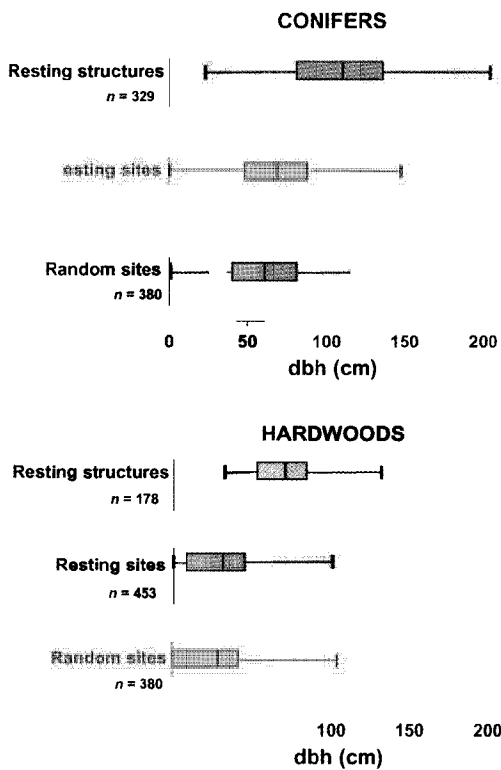 CONIFERS
Resting structures
n = 329
esting sites
Random sites
n = 380
0 50 100 150 200
dbh (cm)
HARDWOODS
Resting structures
n = 178
Resting sites
n = 453
Random sites
n = 380
100 150 200
dbh (cm)